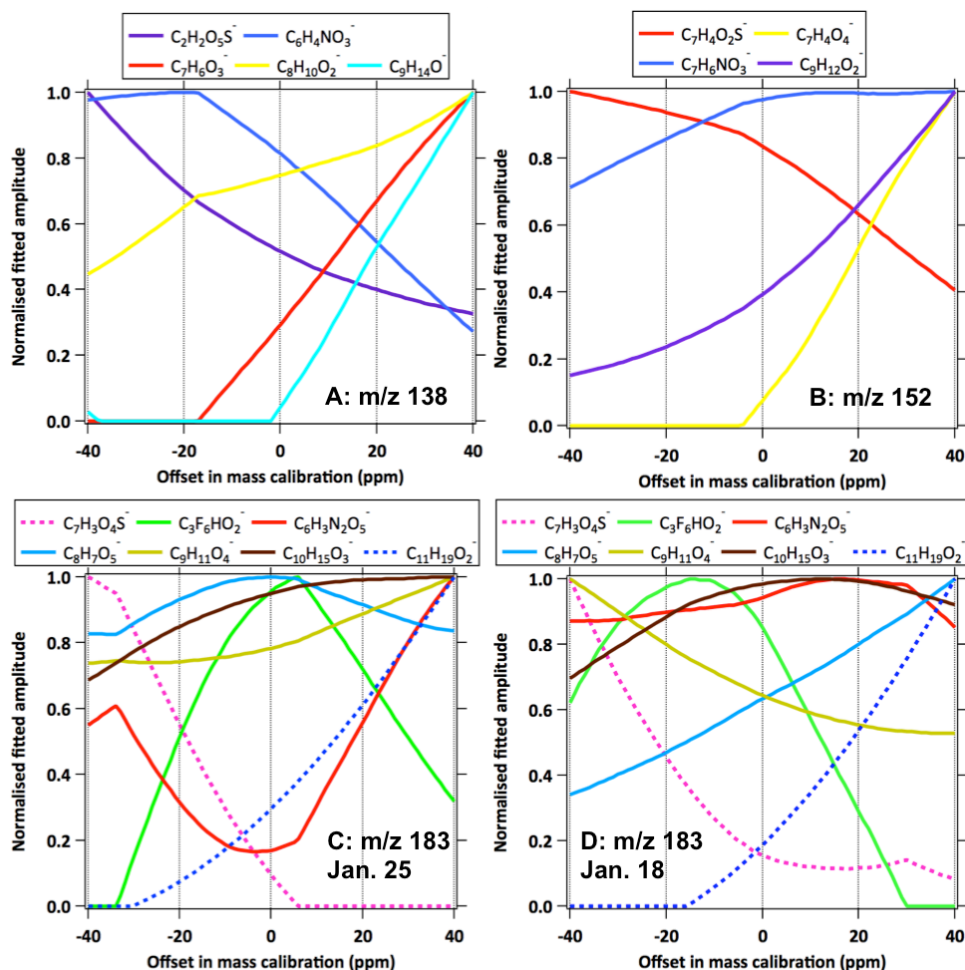 C₂H₂O₅S⁻ C₆H₄NO₃⁻
C₇H₆O₃⁻ C₈H₁₀O₂⁻ C₉H₁₄O⁻
Normalised fitted amplitude
1.0
0.8
0.6
0.4
0.2
0.0
A: m/z 138
-40 -20 0 20 40
Offset in mass calibration (ppm)
C₇H₄O₂S⁻ C₇H₄O₄⁻
C₇H₆NO₃⁻ C₉H₁₂O₂⁻
Normalised fitted amplitude
1.0
0.8
0.6
0.4
0.2
0.0
B: m/z 152
-40 -20 0 20 40
Offset in mass calibration (ppm)
C₇H₃O₄S⁻ C₃F₆HO₂⁻ C₆H₃N₂O₅⁻
C₈H₇O₅⁻ C₉H₁₁O₄⁻ C₁₀H₁₅O₃⁻ C₁₁H₁₉O₂⁻
Normalised fitted amplitude
1.0
0.8
0.6
0.4
0.2
0.0
C: m/z 183
Jan. 25
-40 -20 0 20 40
Offset in mass calibration (ppm)
C₇H₃O₄S⁻ C₃F₆HO₂⁻ C₆H₃N₂O₅⁻
C₈H₇O₅⁻ C₉H₁₁O₄⁻ C₁₀H₁₅O₃⁻ C₁₁H₁₉O₂⁻
Normalised fitted amplitude
1.0
0.8
0.6
0.4
0.2
0.0
D: m/z 183
Jan. 18
-40 -20 0 20 40
Offset in mass calibration (ppm)